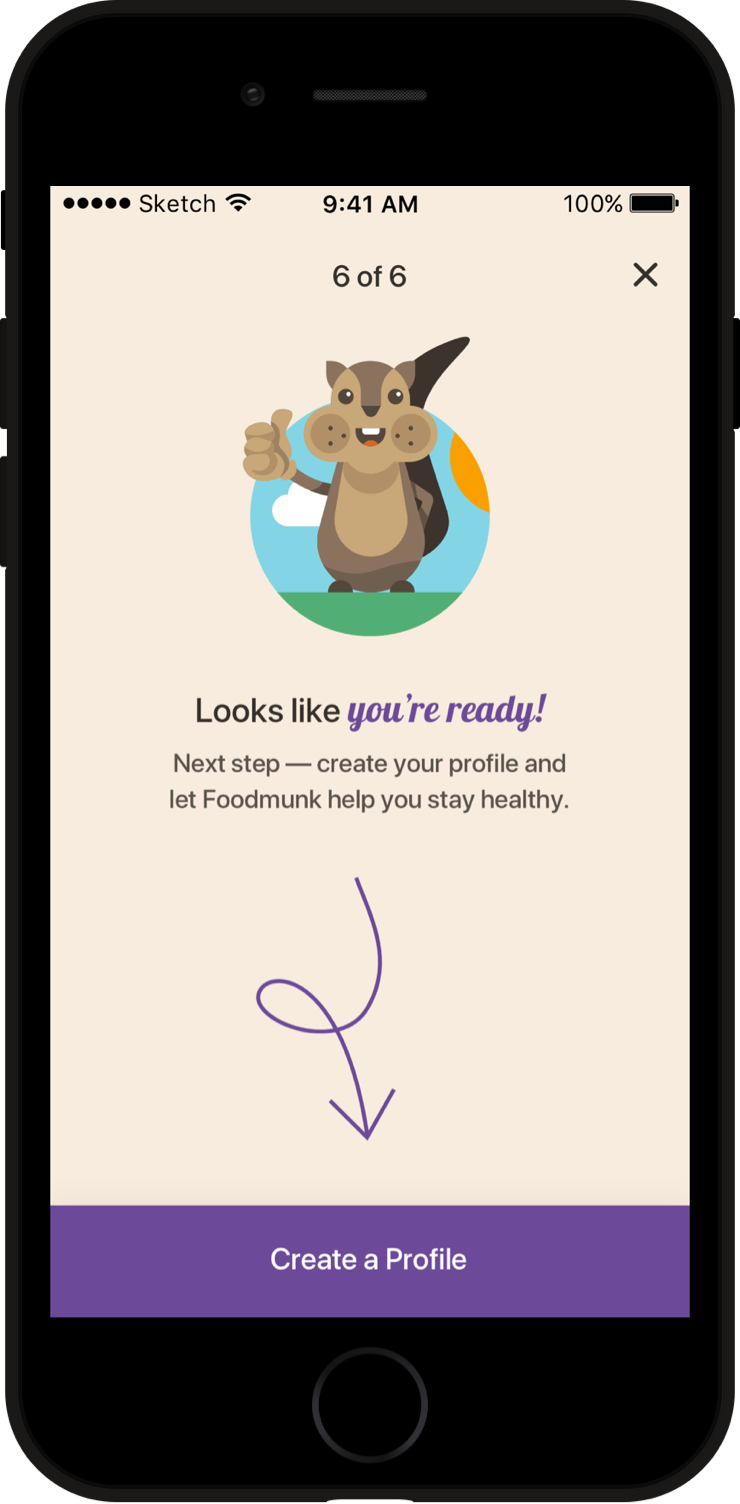 Sketch 9:41 AM 100%
6 of 6
Looks like you're ready!
Next step — create your profile and
let Foodmunk help you stay healthy.
Create a Profile